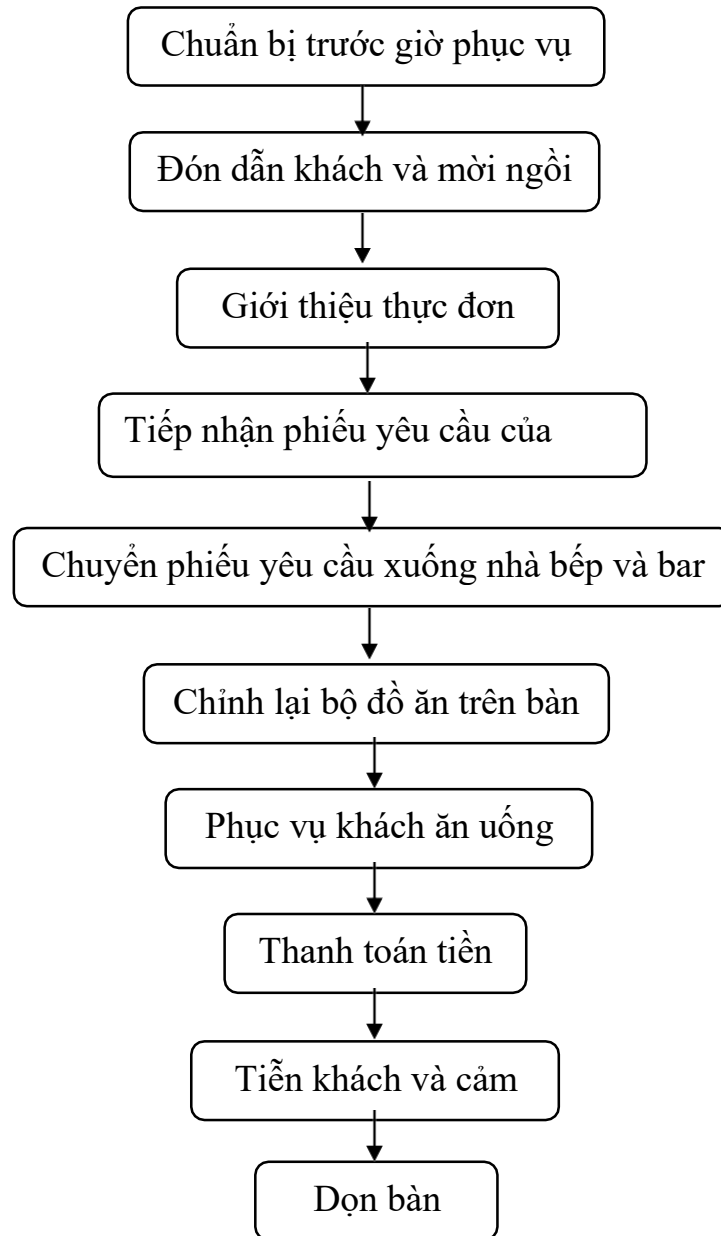 Chuẩn bị trước giờ phục vụ
Đón dẫn khách và mời ngồi
Giới thiệu thực đơn
Tiếp nhận phiếu yêu cầu của
Chuyển phiếu yêu cầu xuống nhà bếp và bar
Chỉnh lại bộ đồ ăn trên bàn
Phục vụ khách ăn uống
Thanh toán tiền
Tiễn khách và cảm
Dọn bàn